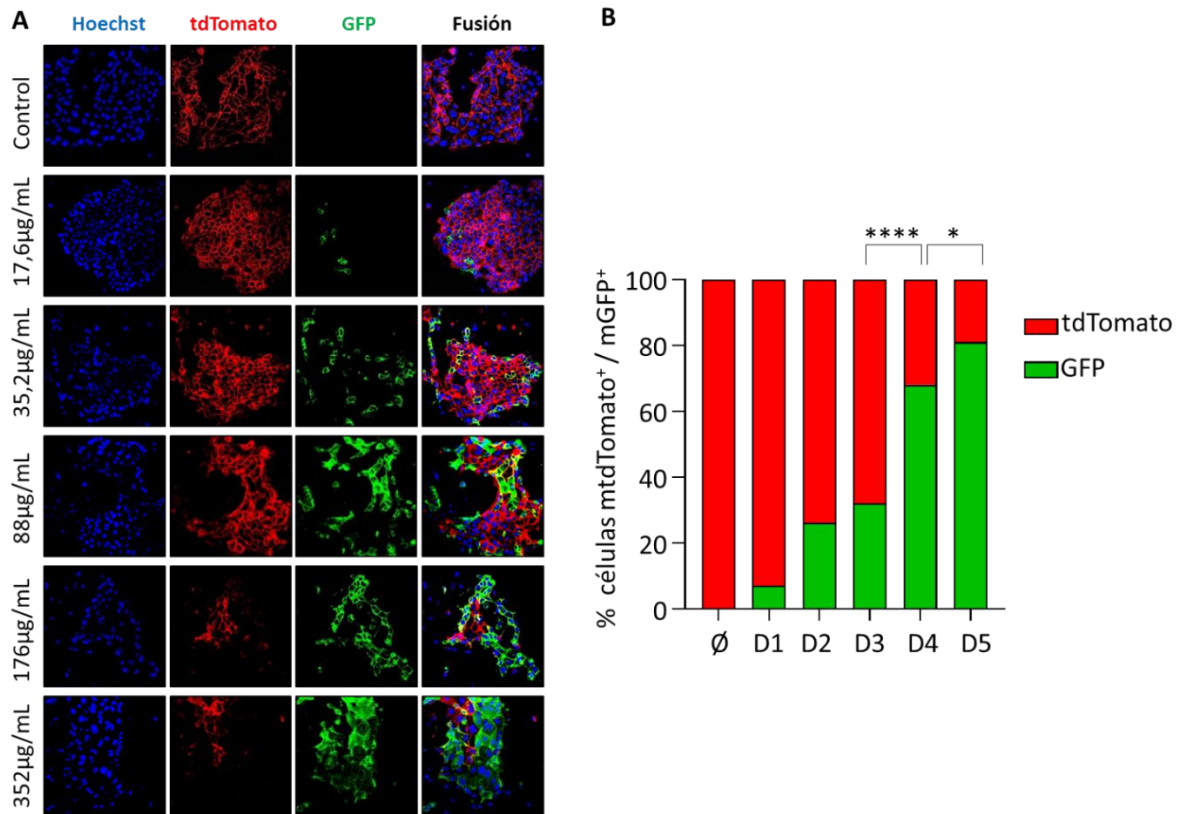 A
Hoechst tdTomato GFP Fusión
Control
17,6µg/mL
35,2µg/mL
88µg/mL
176µg/mL
352µg/mL
B
**** *
% células mtdTomato⁺ / mGFP⁺
100
80
60
40
20
0
Ø D1 D2 D3 D4 D5
tdTomato
GFP